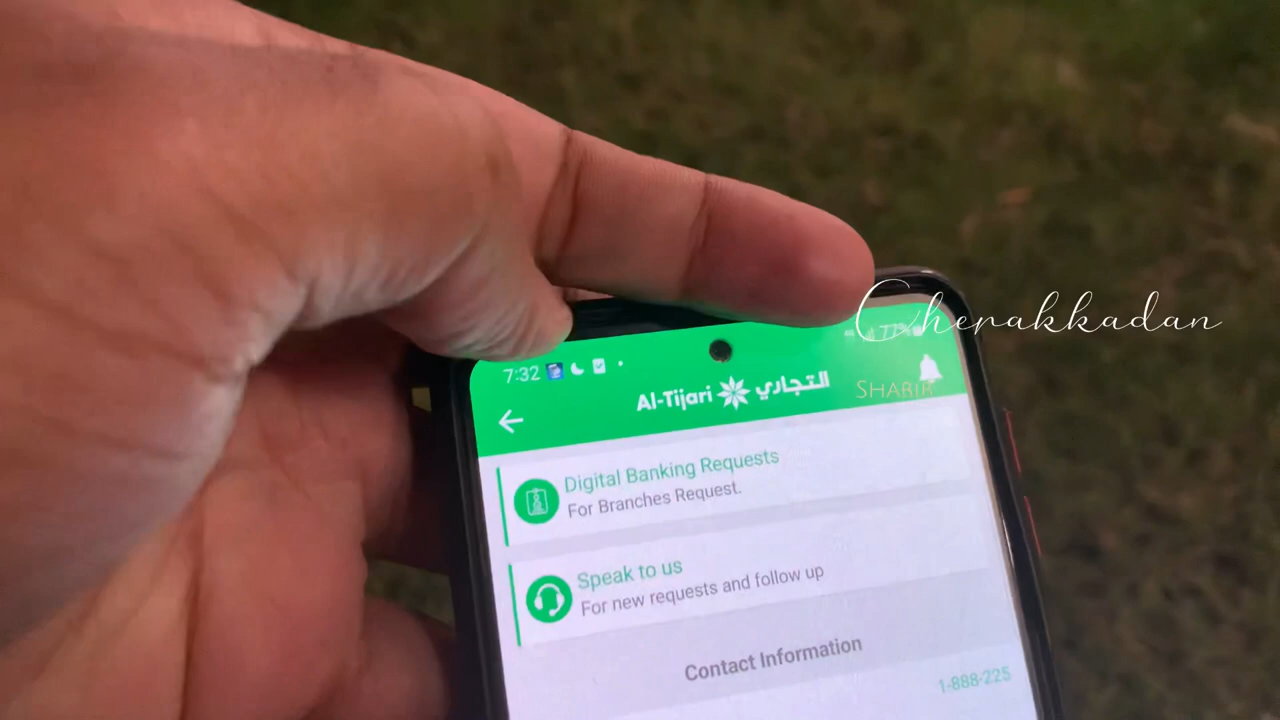 Cherakkadan
7:32
Al-Tijari التجاري
SHARIF
Digital Banking Requests
For Branches Request.
Speak to us
For new requests and follow up
Contact Information
1-888-225